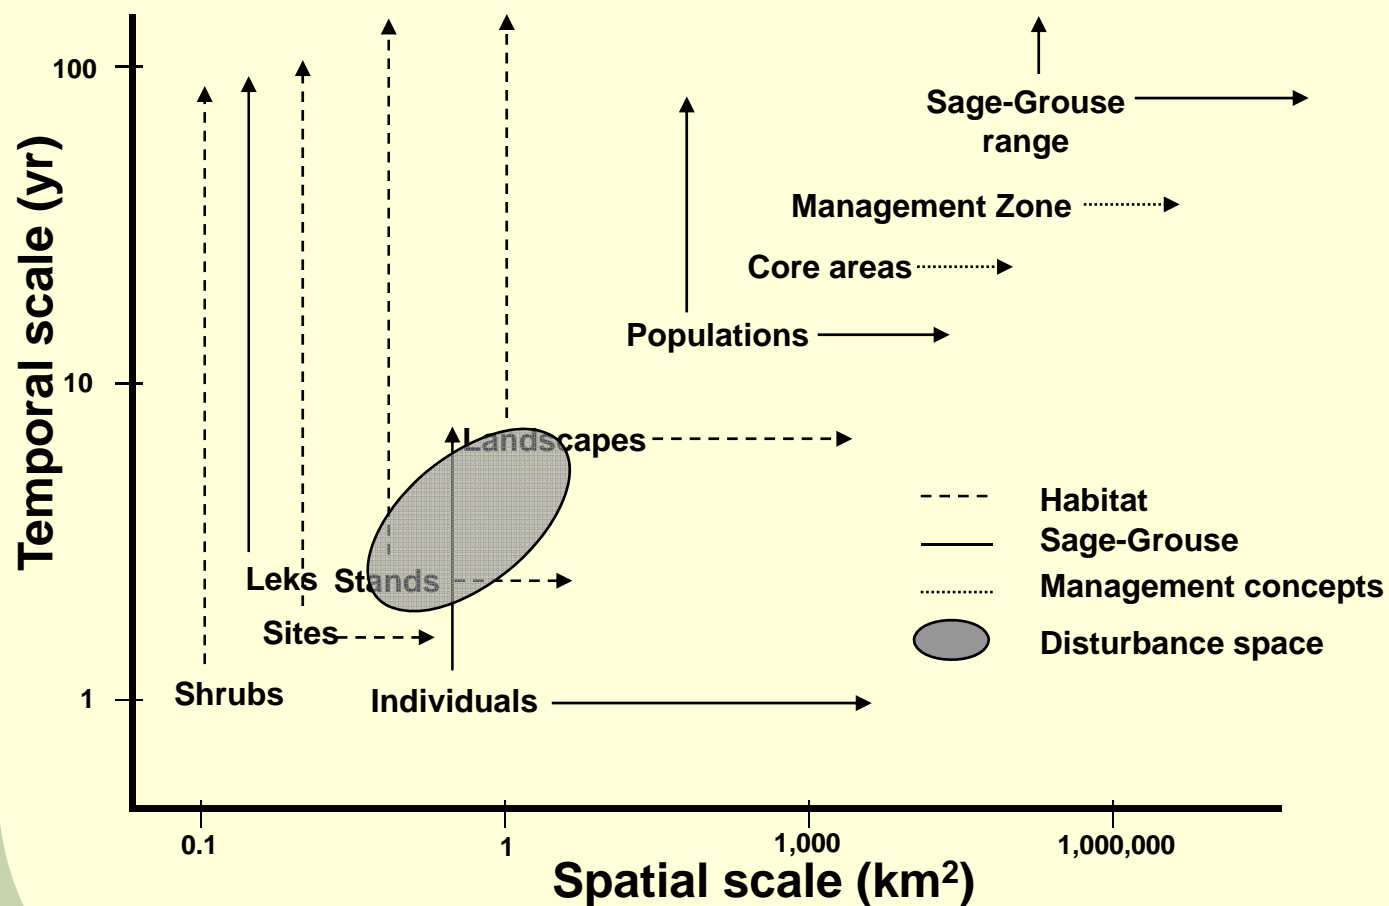 Temporal scale (yr)
100
10
1
Sage-Grouse
range
Management Zone
Core areas
Populations
Landscapes
Leks
Stands
Sites
Shrubs
Individuals
Habitat
Sage-Grouse
Management concepts
Disturbance space
0.1
1
1,000
1,000,000
Spatial scale (km²)